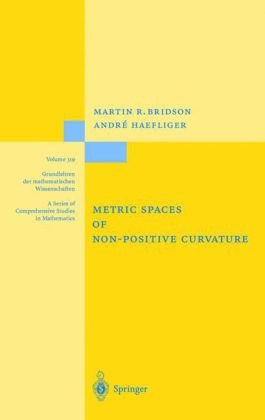 MARTIN R. BRIDSON
ANDRÉ HAEFLIGER
Volume 319
Grundlehren
der mathematischen
Wissenschaften
A Series of
Comprehensive Studies
in Mathematics
METRIC SPACES
OF
NON-POSITIVE CURVATURE
Springer